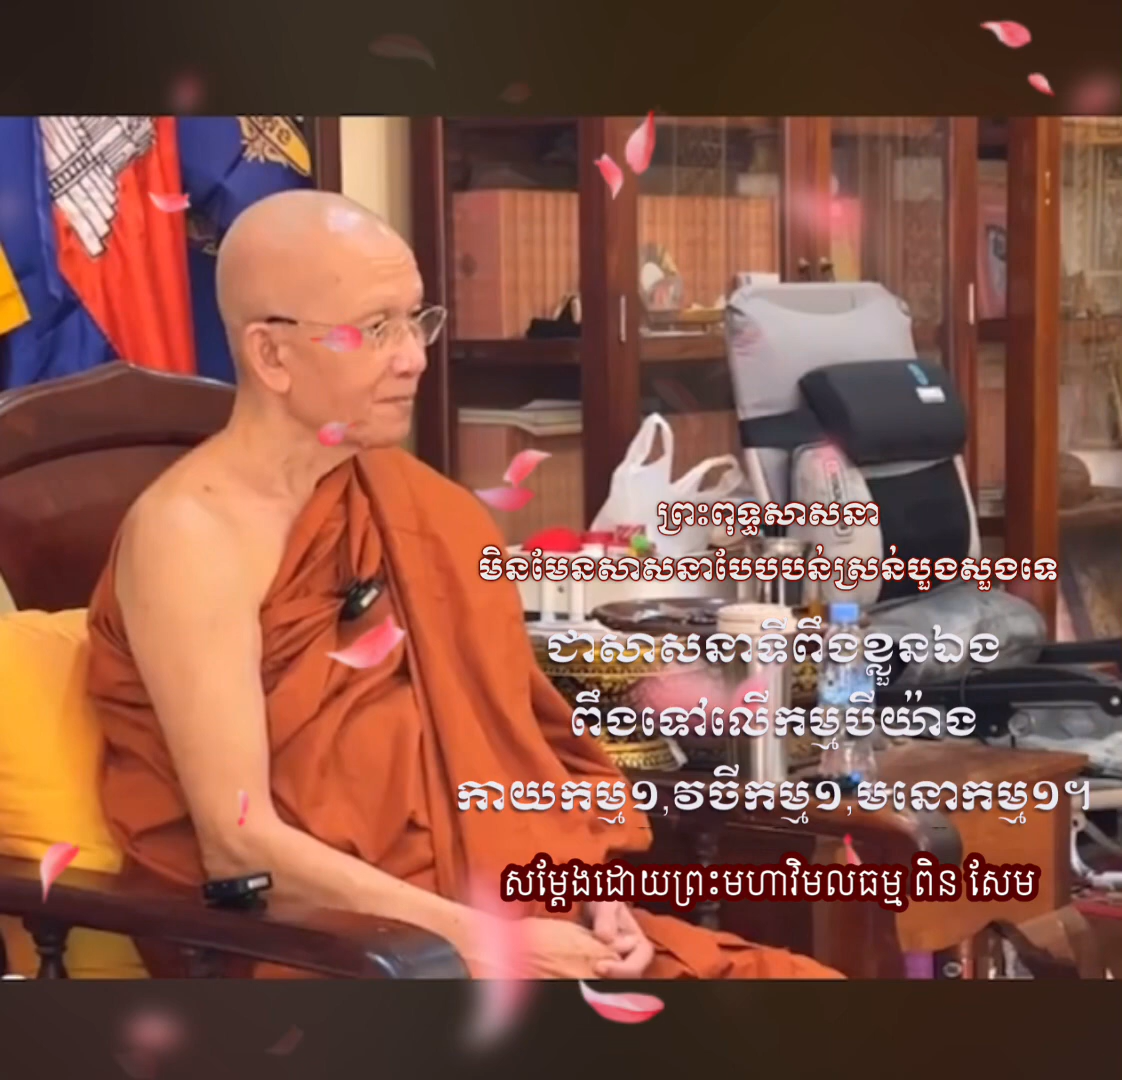 ព្រះពុទ្ធសាសនា
មិនមែនសាសនាបែបបន់ស្រន់បួងសួងទេ
ជាសាសនាទីពឹងខ្លួនឯង
ពឹងទៅលើកម្មបីយ៉ាង
កាយកម្ម១,វចីកម្ម១,មនោកម្ម១។
សម្ដែងដោយព្រះមហាវិមលធម្ម ពិន សែម